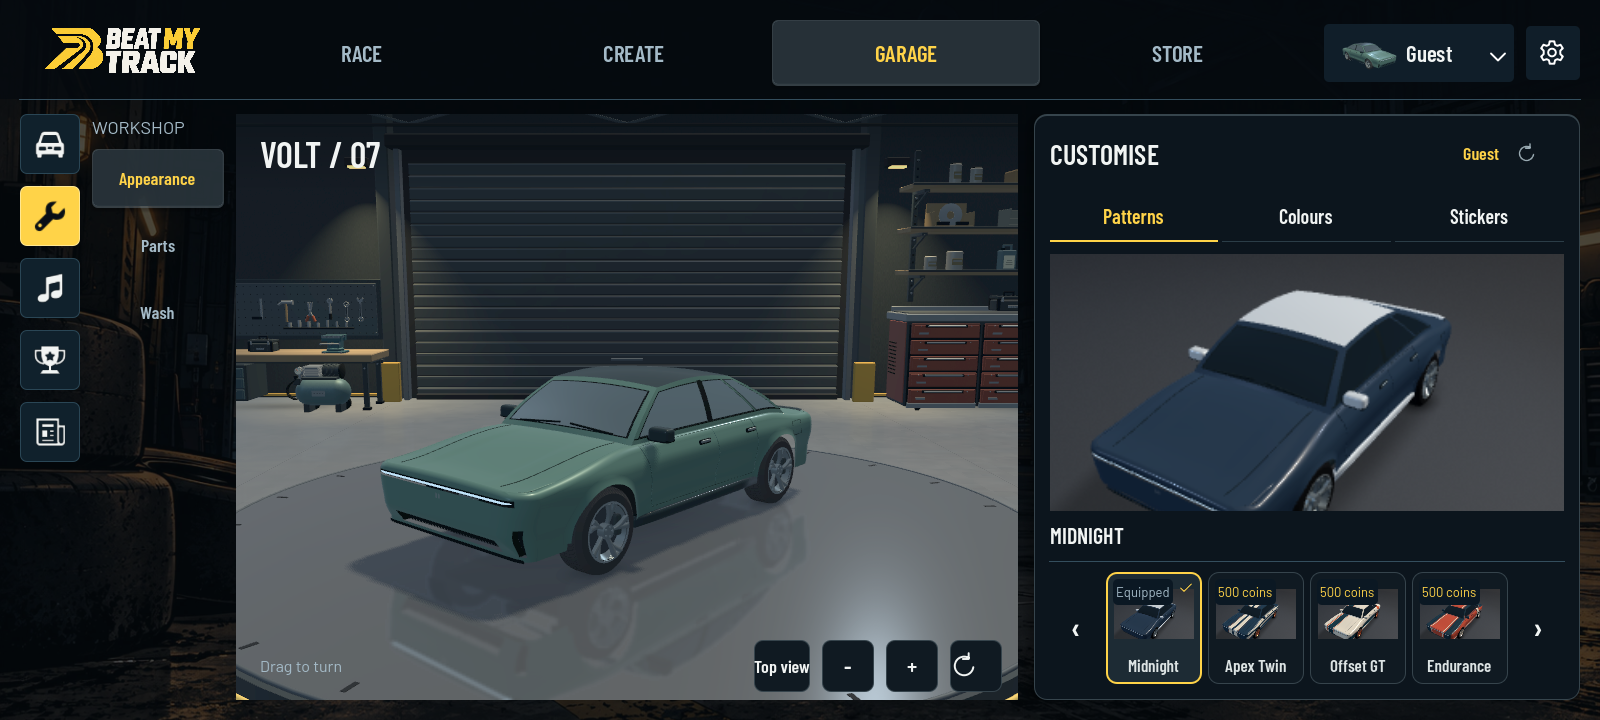 BEAT MY
TRACK
RACE
CREATE
GARAGE
STORE
Guest
WORKSHOP
Appearance
Parts
Wash
VOLT / 07
Drag to turn
Top view
-
+
CUSTOMISE
Guest
Patterns
Colours
Stickers
MIDNIGHT
Equipped
500 coins
500 coins
500 coins
Midnight
Apex Twin
Offset GT
Endurance